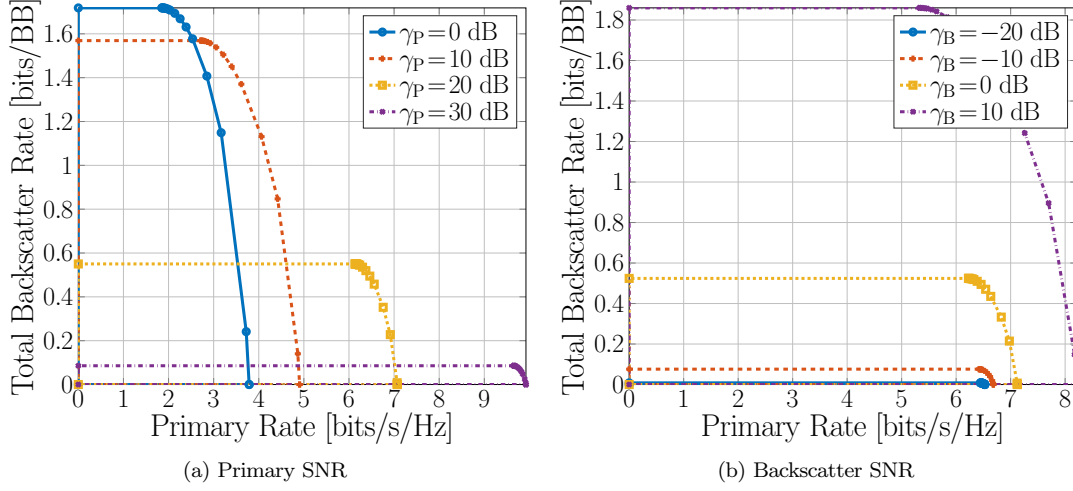 Total Backscatter Rate [bits/BB]
1.6
1.4
1.2
1
0.8
0.6
0.4
0.2
0
0 1 2 3 4 5 6 7 8 9
Primary Rate [bits/s/Hz]
γP=0 dB
γP=10 dB
γP=20 dB
γP=30 dB
(a) Primary SNR
Total Backscatter Rate [bits/BB]
1.8
1.6
1.4
1.2
1
0.8
0.6
0.4
0.2
0
0 1 2 3 4 5 6 7 8
Primary Rate [bits/s/Hz]
γB=−20 dB
γB=−10 dB
γB=0 dB
γB=10 dB
(b) Backscatter SNR